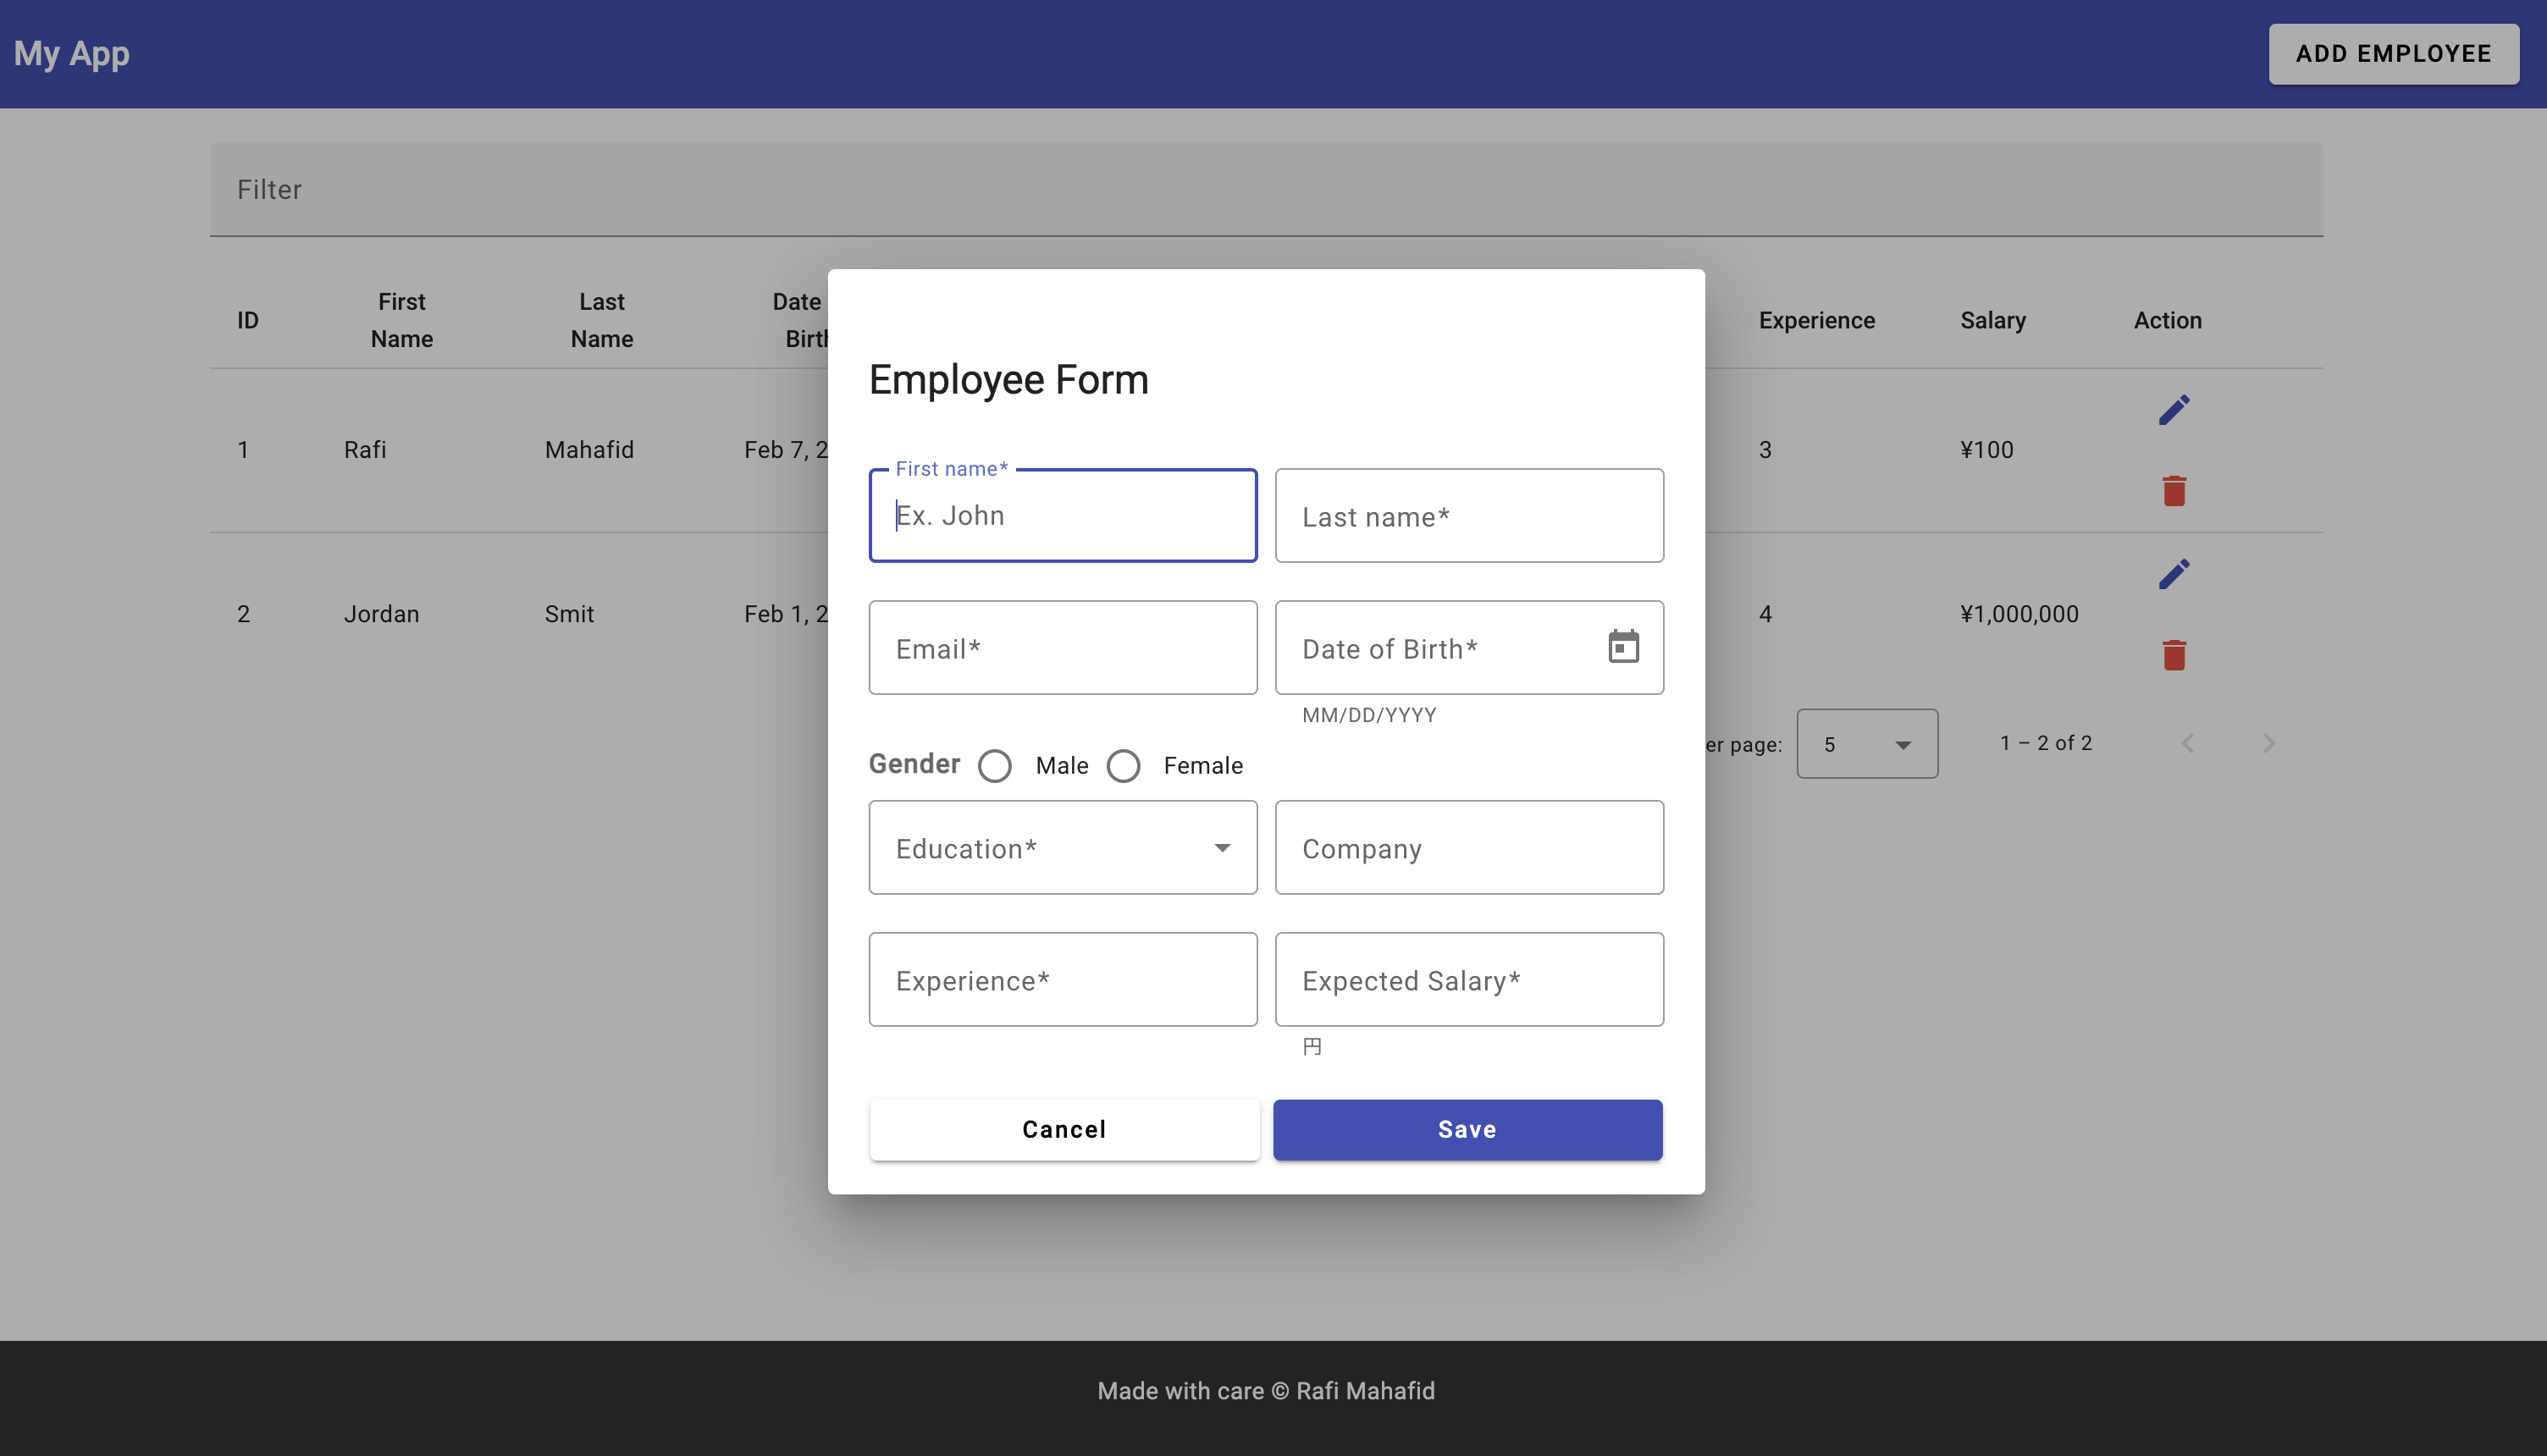 My App
ADD EMPLOYEE
Filter
ID First Name Last Name Date Birth Experience Salary Action
1 Rafi Mahafid Feb 7, 2 3 ¥100
2 Jordan Smit Feb 1, 2 4 ¥1,000,000
er page: 5 1 – 2 of 2
Employee Form
First name*
Ex. John
Last name*
Email*
Date of Birth*
MM/DD/YYYY
Gender Male Female
Education*
Company
Experience*
Expected Salary*
円
Cancel
Save
Made with care © Rafi Mahafid